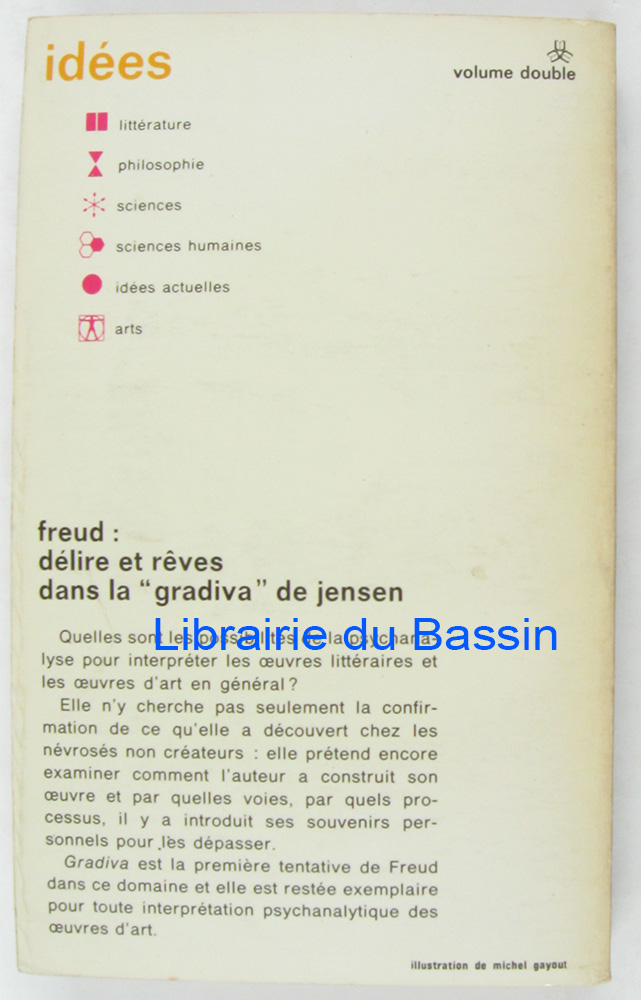 idées
volume double
littérature
philosophie
sciences
sciences humaines
idées actuelles
arts
freud :
délire et rêves
dans la “gradiva” de jensen
Librairie du Bassin
Quelles sont les possibilités de la psychana-
lyse pour interpréter les œuvres littéraires et
les œuvres d'art en général ?
Elle n'y cherche pas seulement la confir-
mation de ce qu'elle a découvert chez les
névrosés non créateurs : elle prétend encore
examiner comment l'auteur a construit son
œuvre et par quelles voies, par quels pro-
cessus, il y a introduit ses souvenirs per-
sonnels pour les dépasser.
Gradiva est la première tentative de Freud
dans ce domaine et elle est restée exemplaire
pour toute interprétation psychanalytique des
œuvres d'art.
illustration de michel gayout